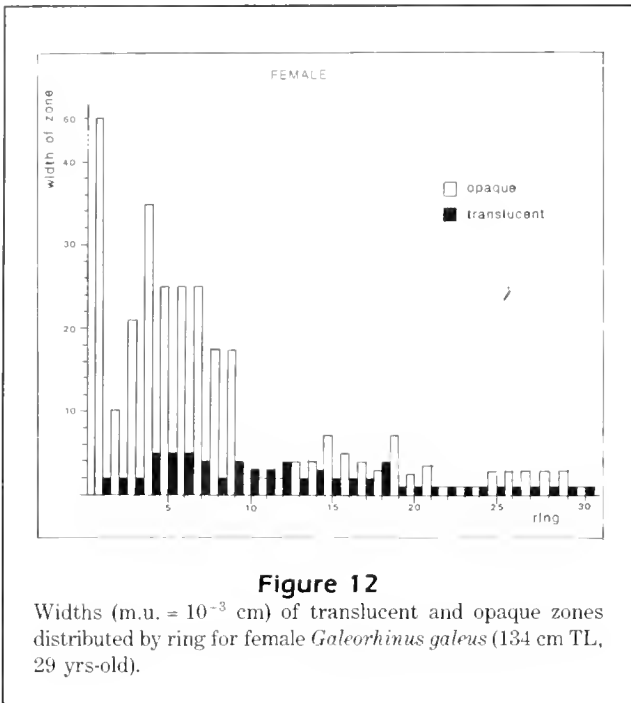 FEMALE
width of zone
60
40
30
20
10
opaque
translucent
5
10
15
20
25
30
ring
Figure 12
Widths (m.u. = 10⁻³ cm) of translucent and opaque zones
distributed by ring for female Galeorhinus galeus (134 cm TL,
29 yrs-old).